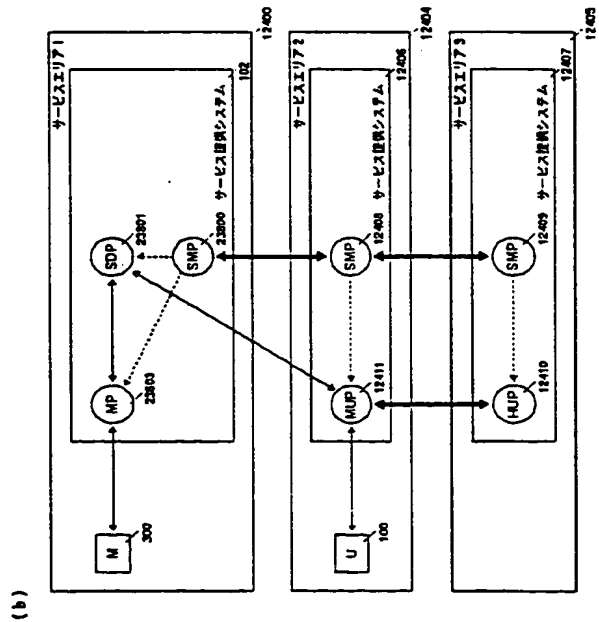 (b)
サービスエリア1
12400
102
サービス提供システム
SDP
23801
SMP
23800
MP
23803
M
300
サービスエリア2
12404
12406
サービス提供システム
SMP
12408
MUP
12411
U
100
サービスエリア3
12405
12407
サービス提供システム
SMP
12409
HUP
12410